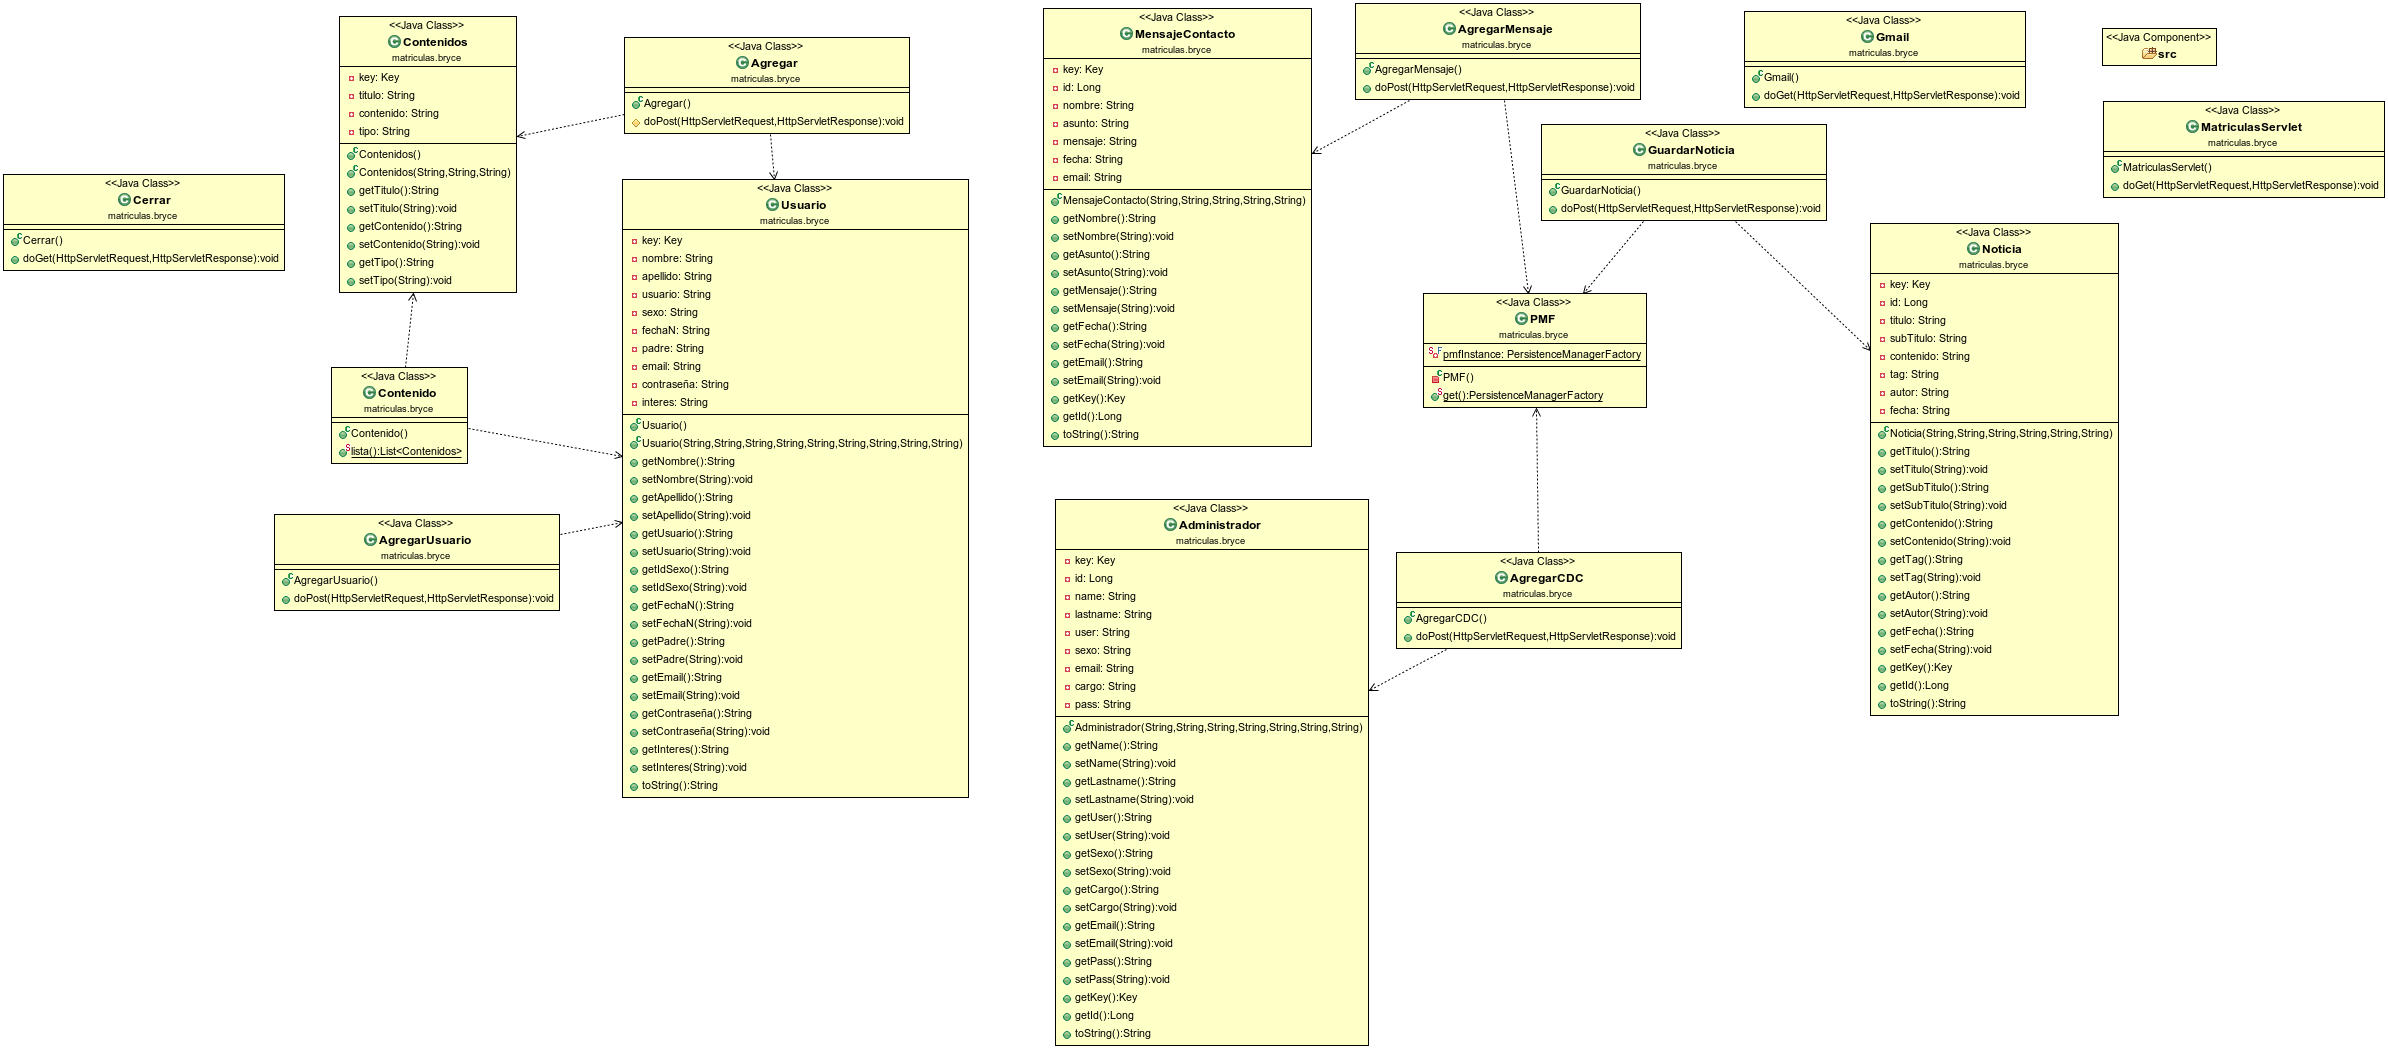 <<Java Class>>
Contenidos
matriculas.bryce
key: Key
titulo: String
contenido: String
tipo: String
Contenidos()
Contenidos(String,String,String)
getTitulo():String
setTitulo(String):void
getContenido():String
setContenido(String):void
getTipo():String
setTipo(String):void
<<Java Class>>
Agregar
matriculas.bryce
Agregar()
doPost(HttpServletRequest,HttpServletResponse):void
<<Java Class>>
Cerrar
matriculas.bryce
Cerrar()
doGet(HttpServletRequest,HttpServletResponse):void
<<Java Class>>
Usuario
matriculas.bryce
key: Key
nombre: String
apellido: String
usuario: String
sexo: String
fechaN: String
padre: String
email: String
contraseña: String
interes: String
Usuario()
Usuario(String,String,String,String,String,String,String,String,String)
getNombre():String
setNombre(String):void
getApellido():String
setApellido(String):void
getUsuario():String
setUsuario(String):void
getIdSexo():String
setIdSexo(String):void
getFechaN():String
setFechaN(String):void
getPadre():String
setPadre(String):void
getEmail():String
setEmail(String):void
getContraseña():String
setContraseña(String):void
getInteres():String
setInteres(String):void
toString():String
<<Java Class>>
Contenido
matriculas.bryce
Contenido()
lista():List<Contenidos>
<<Java Class>>
AgregarUsuario
matriculas.bryce
AgregarUsuario()
doPost(HttpServletRequest,HttpServletResponse):void
<<Java Class>>
MensajeContacto
matriculas.bryce
key: Key
id: Long
nombre: String
asunto: String
mensaje: String
fecha: String
email: String
MensajeContacto(String,String,String,String,String)
getNombre():String
setNombre(String):void
getAsunto():String
setAsunto(String):void
getMensaje():String
setMensaje(String):void
getFecha():String
setFecha(String):void
getEmail():String
setEmail(String):void
getKey():Key
getId():Long
toString():String
<<Java Class>>
AgregarMensaje
matriculas.bryce
AgregarMensaje()
doPost(HttpServletRequest,HttpServletResponse):void
<<Java Class>>
Gmail
matriculas.bryce
Gmail()
doGet(HttpServletRequest,HttpServletResponse):void
<<Java Component>>
src
<<Java Class>>
MatriculasServlet
matriculas.bryce
MatriculasServlet()
doGet(HttpServletRequest,HttpServletResponse):void
<<Java Class>>
GuardarNoticia
matriculas.bryce
GuardarNoticia()
doPost(HttpServletRequest,HttpServletResponse):void
<<Java Class>>
Noticia
matriculas.bryce
key: Key
id: Long
titulo: String
subTitulo: String
contenido: String
tag: String
autor: String
fecha: String
Noticia(String,String,String,String,String,String)
getTitulo():String
setTitulo(String):void
getSubTitulo():String
setSubTitulo(String):void
getContenido():String
setContenido(String):void
getTag():String
setTag(String):void
getAutor():String
setAutor(String):void
getFecha():String
setFecha(String):void
getKey():Key
getId():Long
toString():String
<<Java Class>>
PMF
matriculas.bryce
pmfInstance: PersistenceManagerFactory
PMF()
get():PersistenceManagerFactory
<<Java Class>>
Administrador
matriculas.bryce
key: Key
id: Long
name: String
lastname: String
user: String
sexo: String
email: String
cargo: String
pass: String
Administrador(String,String,String,String,String,String,String)
getName():String
setName(String):void
getLastname():String
setLastname(String):void
getUser():String
setUser(String):void
getSexo():String
setSexo(String):void
getCargo():String
setCargo(String):void
getEmail():String
setEmail(String):void
getPass():String
setPass(String):void
getKey():Key
getId():Long
toString():String
<<Java Class>>
AgregarCDC
matriculas.bryce
AgregarCDC()
doPost(HttpServletRequest,HttpServletResponse):void